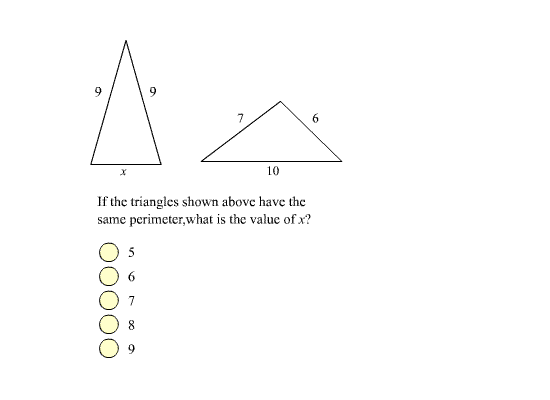 9 9
x
7 6
10
If the triangles shown above have the
same perimeter,what is the value of x?
5
6
7
8
9